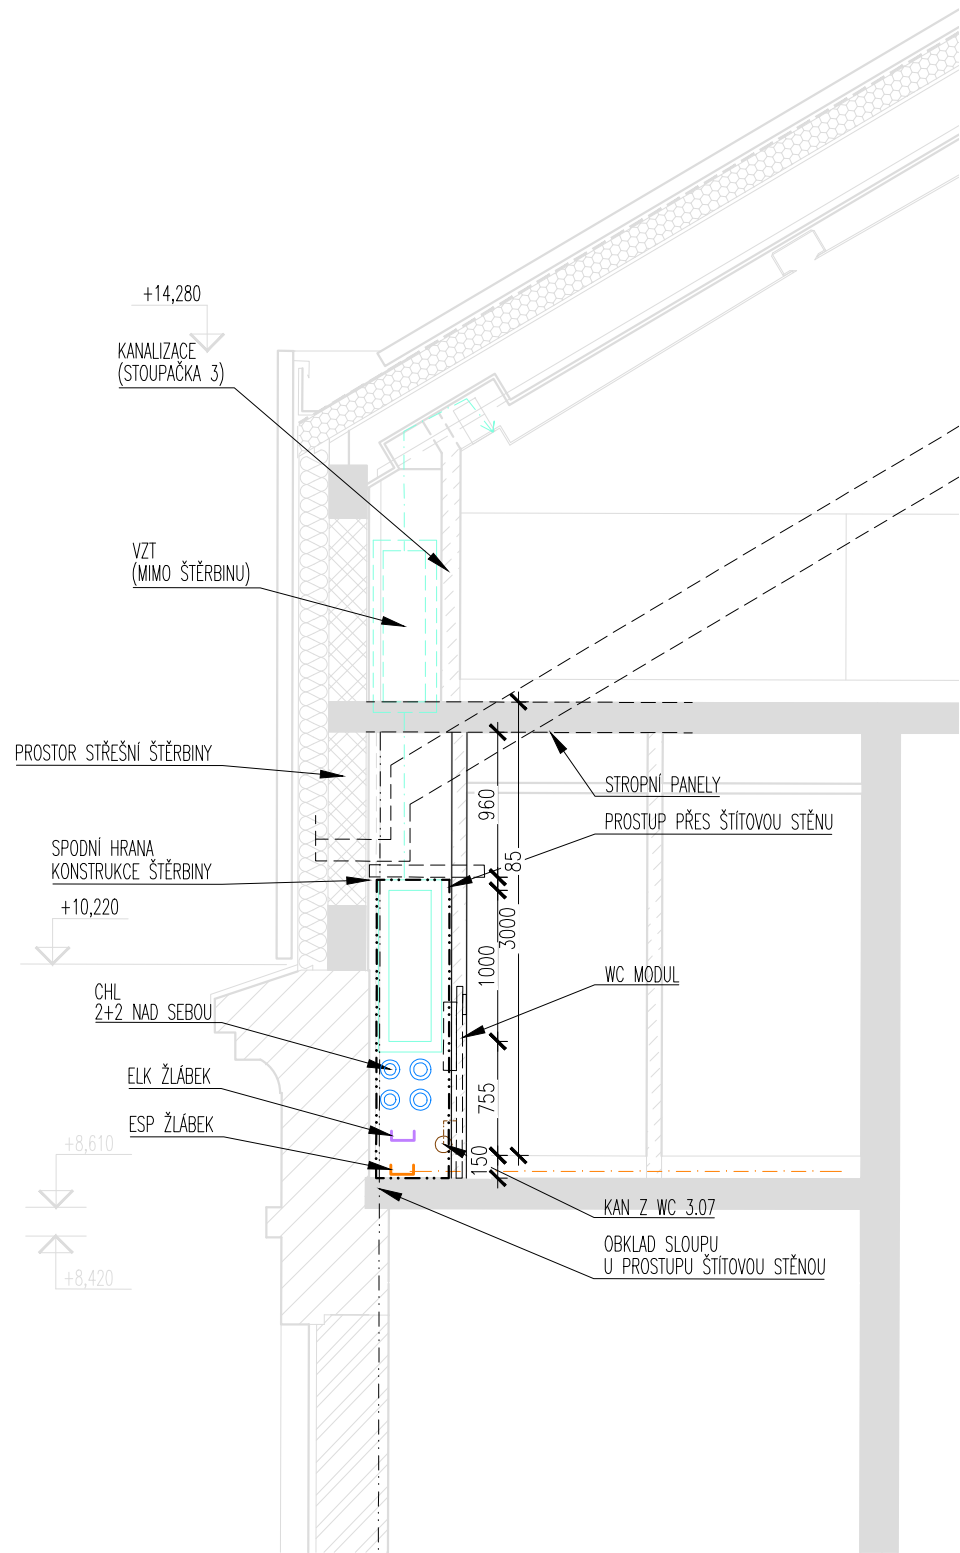 +14,280
KANALIZACE
(STOUPAČKA 3)
VZT
(MIMO ŠTĚRBINU)
PROSTOR STŘEŠNÍ ŠTĚRBINY
STROPNÍ PANELY
960
PROSTUP PŘES ŠTÍTOVOU STĚNU
SPODNÍ HRANA
KONSTRUKCE ŠTĚRBINY
85
+10,220
3000
1000
WC MODUL
CHL
2+2 NAD SEBOU
ELK ŽLÁBEK
755
ESP ŽLÁBEK
+8,610
150
KAN Z WC 3.07
OBKLAD SLOUPU
U PROSTUPU ŠTÍTOVOU STĚNOU
+8,420